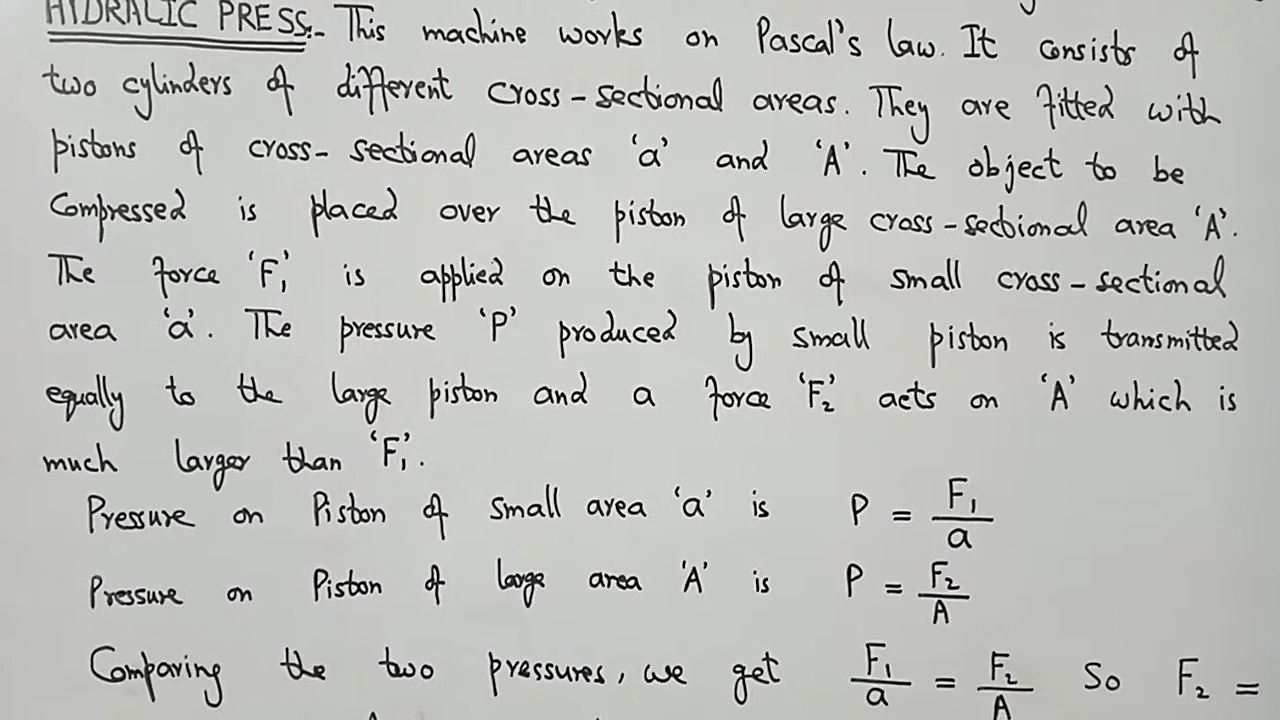 HYDRALIC PRESS:- This machine works on Pascal's law. It consists of
two cylinders of different cross-sectional areas. They are fitted with
pistons of cross-sectional areas 'a' and 'A'. The object to be
Compressed is placed over the piston of large cross-sectional area 'A'.
The force 'F₁' is applied on the piston of small cross-sectional
area 'a'. The pressure 'P' produced by small piston is transmitted
equally to the large piston and a force 'F₂' acts on 'A' which is
much larger than 'F₁'.
Pressure on Piston of small area 'a' is P = F₁/a
Pressure on Piston of large area 'A' is P = F₂/A
Comparing the two pressures, we get F₁/a = F₂/A So F₂ =